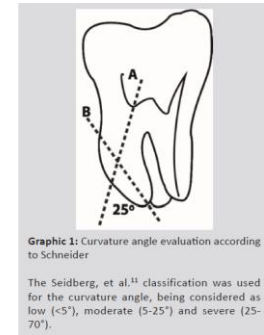 A
B
25º
Graphic 1: Curvature angle evaluation according
to Schneider
The Seidberg, et al.¹¹ classification was used
for the curvature angle, being considered as
low (<5°), moderate (5-25°) and severe (25-
70°).